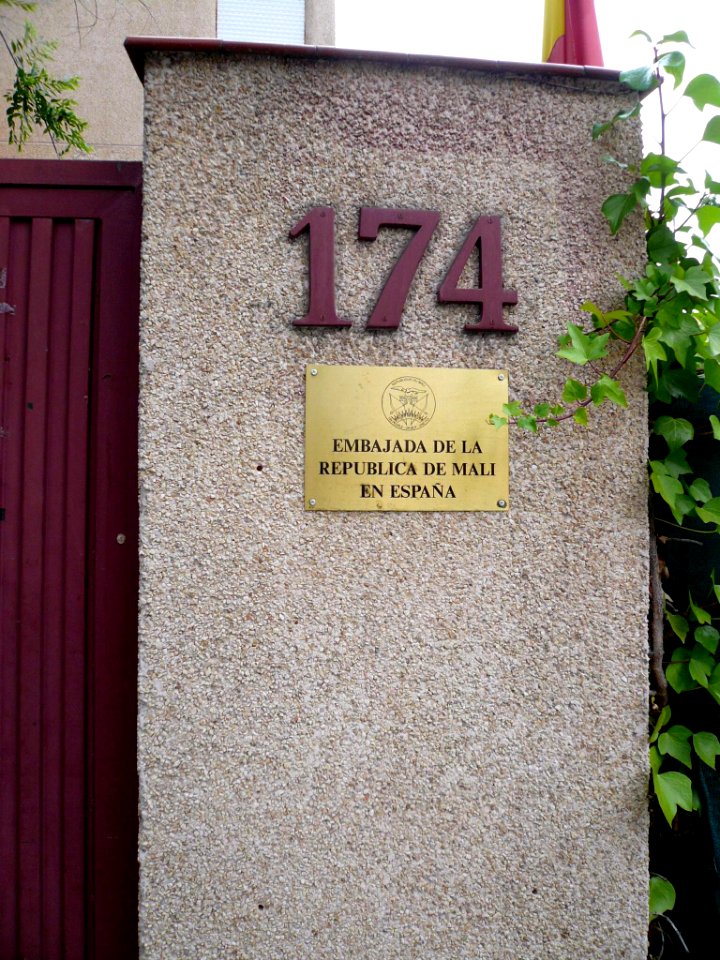 174
EMBAJADA DE LA
REPUBLICA DE MALI
EN ESPAÑA